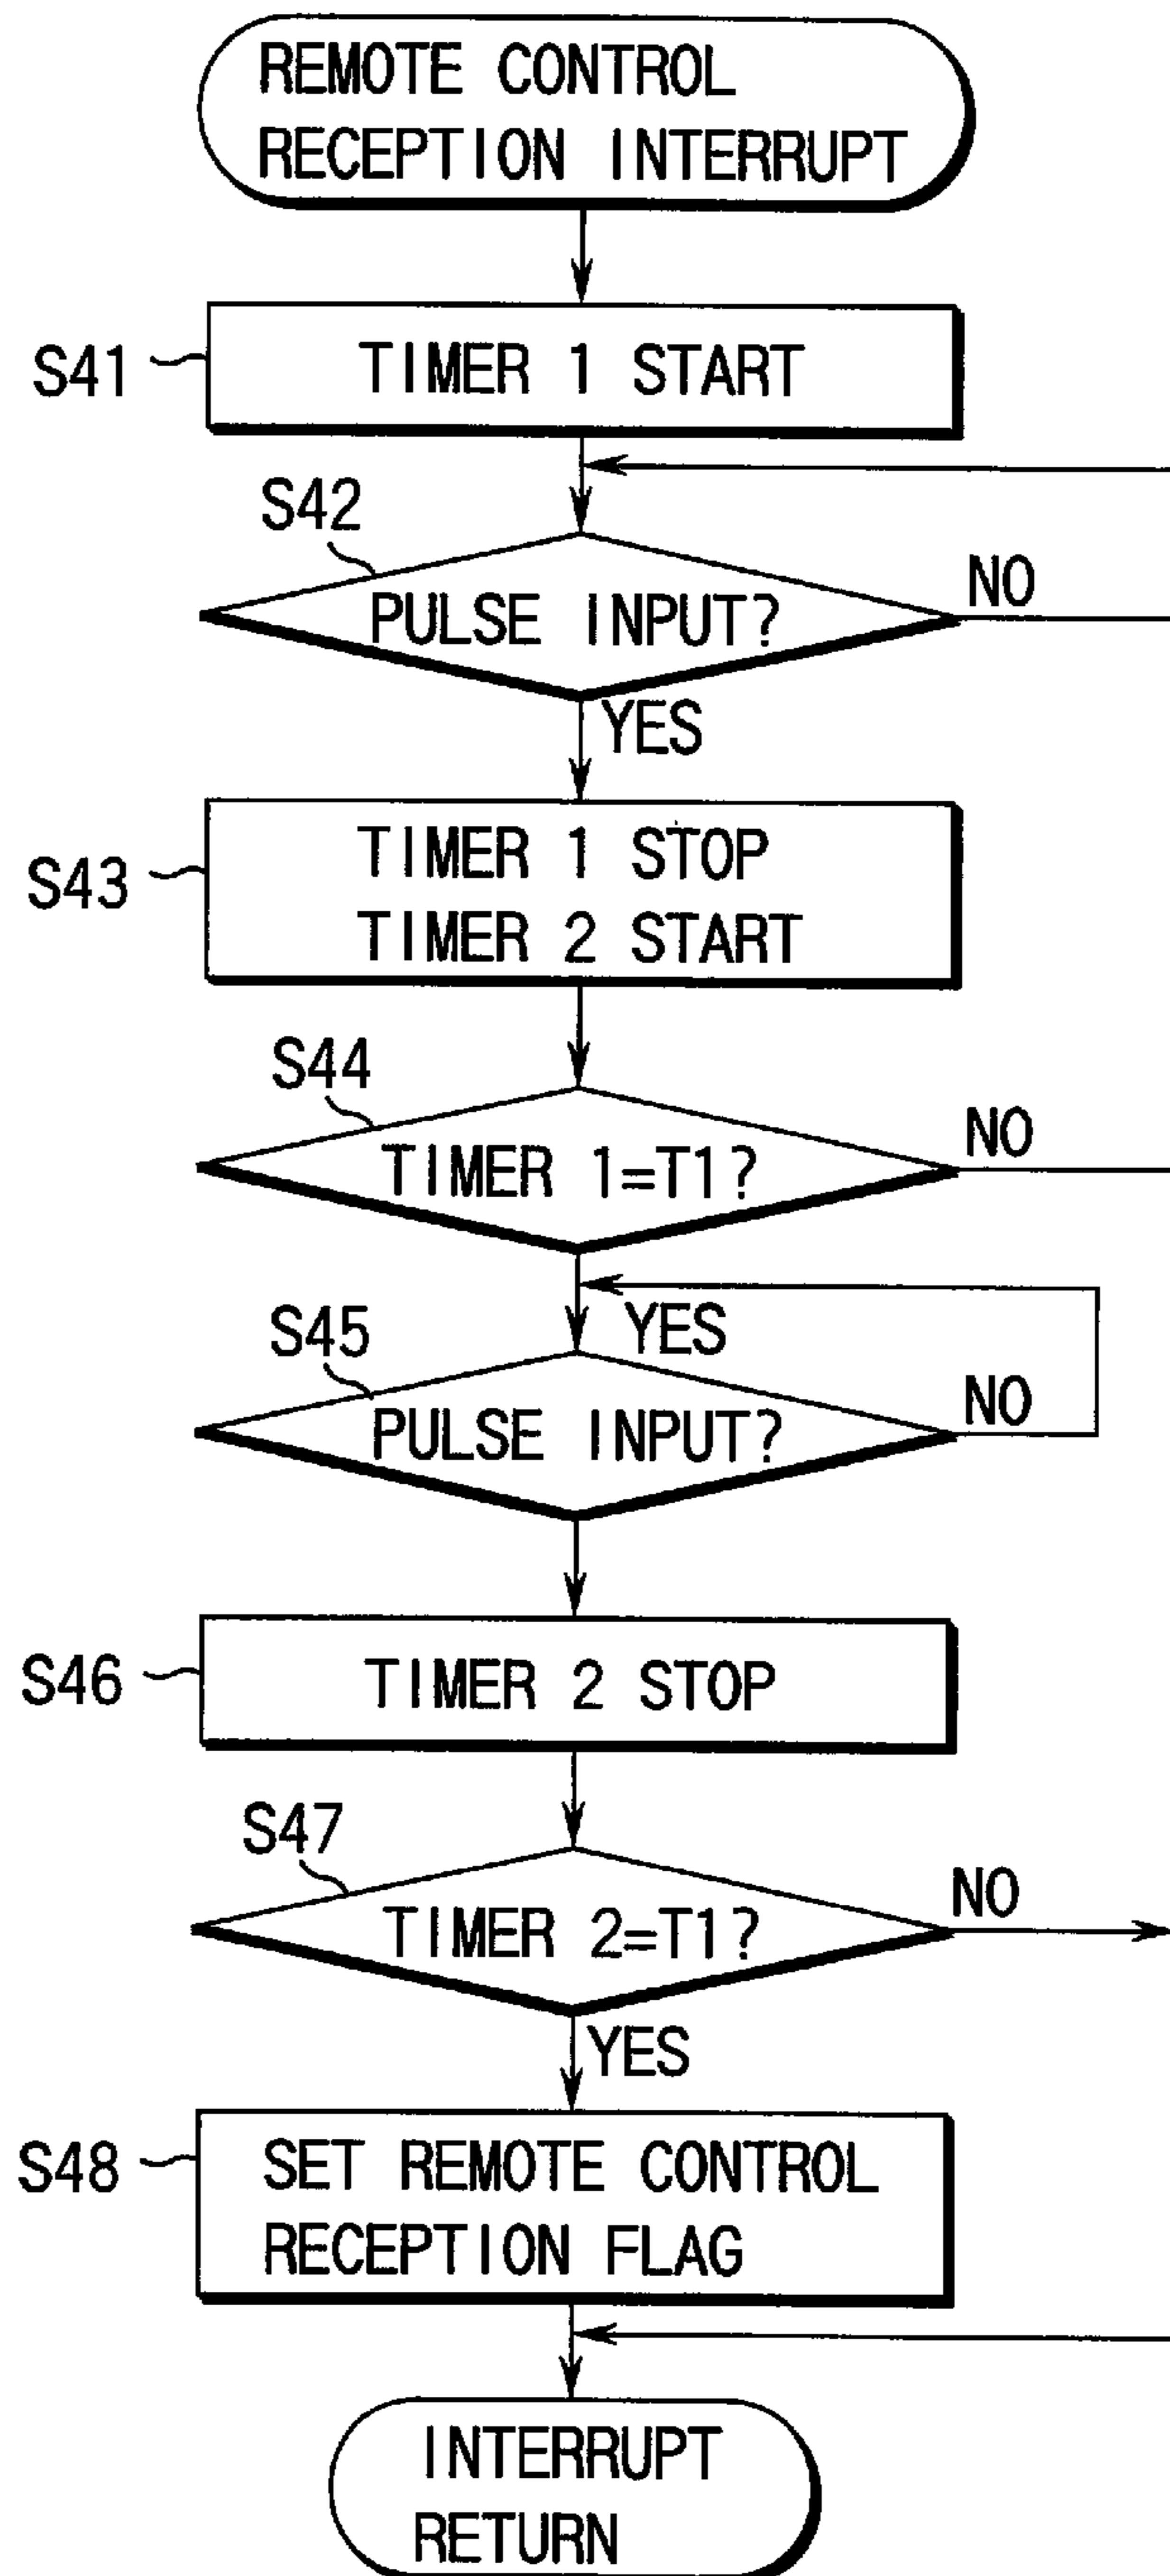 REMOTE CONTROL
RECEPTION INTERRUPT
S41
TIMER 1 START
S42
PULSE INPUT?
NO
YES
S43
TIMER 1 STOP
TIMER 2 START
S44
TIMER 1=T1?
NO
YES
S45
PULSE INPUT?
NO
S46
TIMER 2 STOP
S47
TIMER 2=T1?
NO
YES
S48
SET REMOTE CONTROL
RECEPTION FLAG
INTERRUPT
RETURN